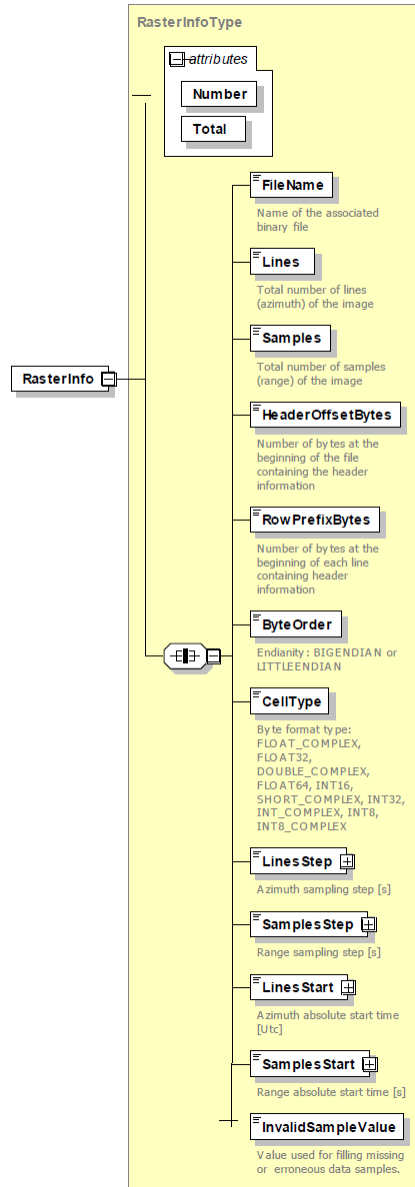 RasterInfoType
attributes
Number
Total
FileName
Name of the associated
binary file
Lines
Total number of lines
(azimuth) of the image
Samples
Total number of samples
(range) of the image
RasterInfo
HeaderOffsetBytes
Number of bytes at the
beginning of the file
containing the header
information
RowPrefixBytes
Number of bytes at the
beginning of each line
containing header
information
ByteOrder
Endianity : BIGENDIAN or
LITTLEENDIAN
CellType
Byte format type:
FLOAT_COMPLEX,
FLOAT32,
DOUBLE_COMPLEX,
FLOAT64, INT16,
SHORT_COMPLEX, INT32,
INT_COMPLEX, INT8,
INT8_COMPLEX
LinesStep
Azimuth sampling step [s]
SamplesStep
Range sampling step [s]
LinesStart
Azimuth absolute start time
[Utc]
SamplesStart
Range absolute start time [s]
InvalidSampleValue
Value used for filling missing
or erroneous data samples.